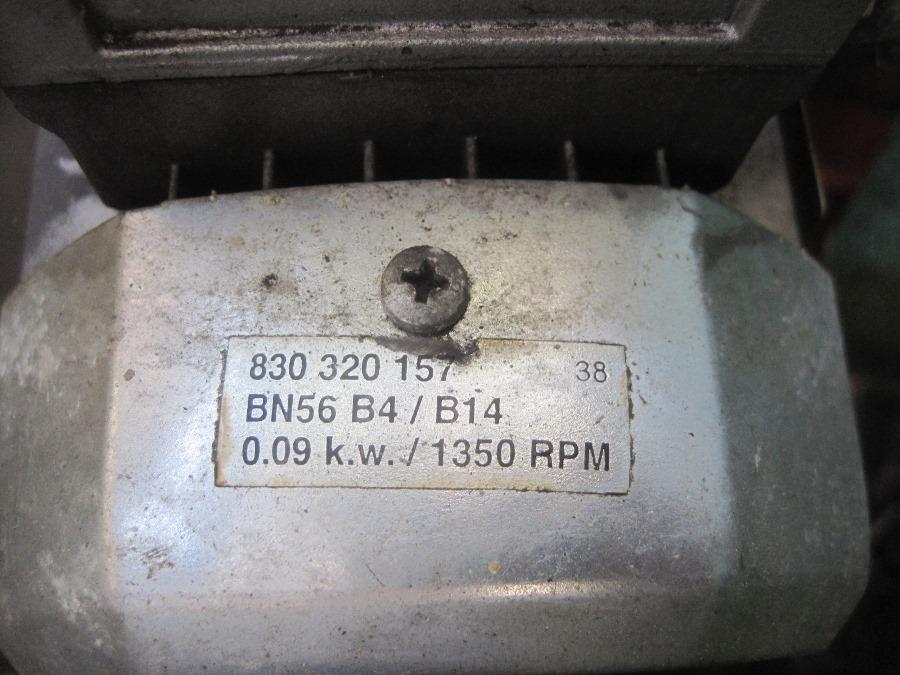 830 320 157 38
BN56 B4 / B14
0.09 k.w. / 1350 RPM